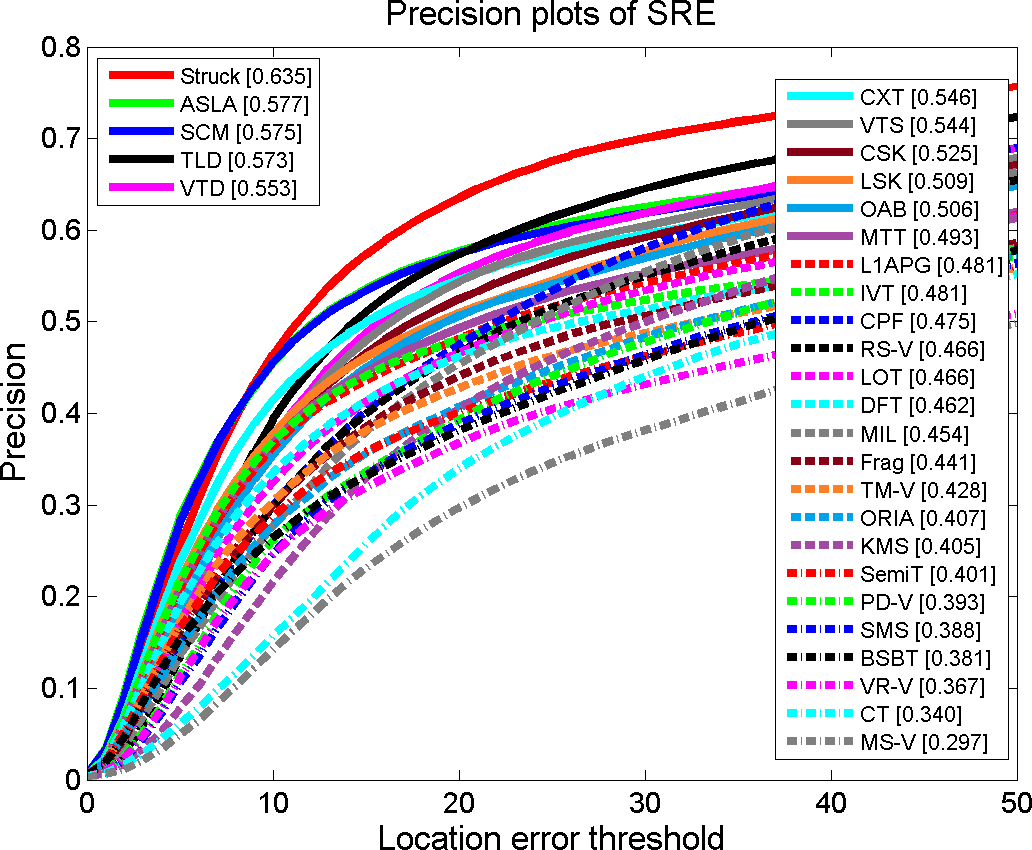 Precision plots of SRE
0.8
0.7
0.6
0.5
0.4
0.3
0.2
0.1
0
Precision
Struck [0.635]
ASLA [0.577]
SCM [0.575]
TLD [0.573]
VTD [0.553]
CXT [0.546]
VTS [0.544]
CSK [0.525]
LSK [0.509]
OAB [0.506]
MTT [0.493]
L1APG [0.481]
IVT [0.481]
CPF [0.475]
RS-V [0.466]
LOT [0.466]
DFT [0.462]
MIL [0.454]
Frag [0.441]
TM-V [0.428]
ORIA [0.407]
KMS [0.405]
SemiT [0.401]
PD-V [0.393]
SMS [0.388]
BSBT [0.381]
VR-V [0.367]
CT [0.340]
MS-V [0.297]
0 10 20 30 40 50
Location error threshold